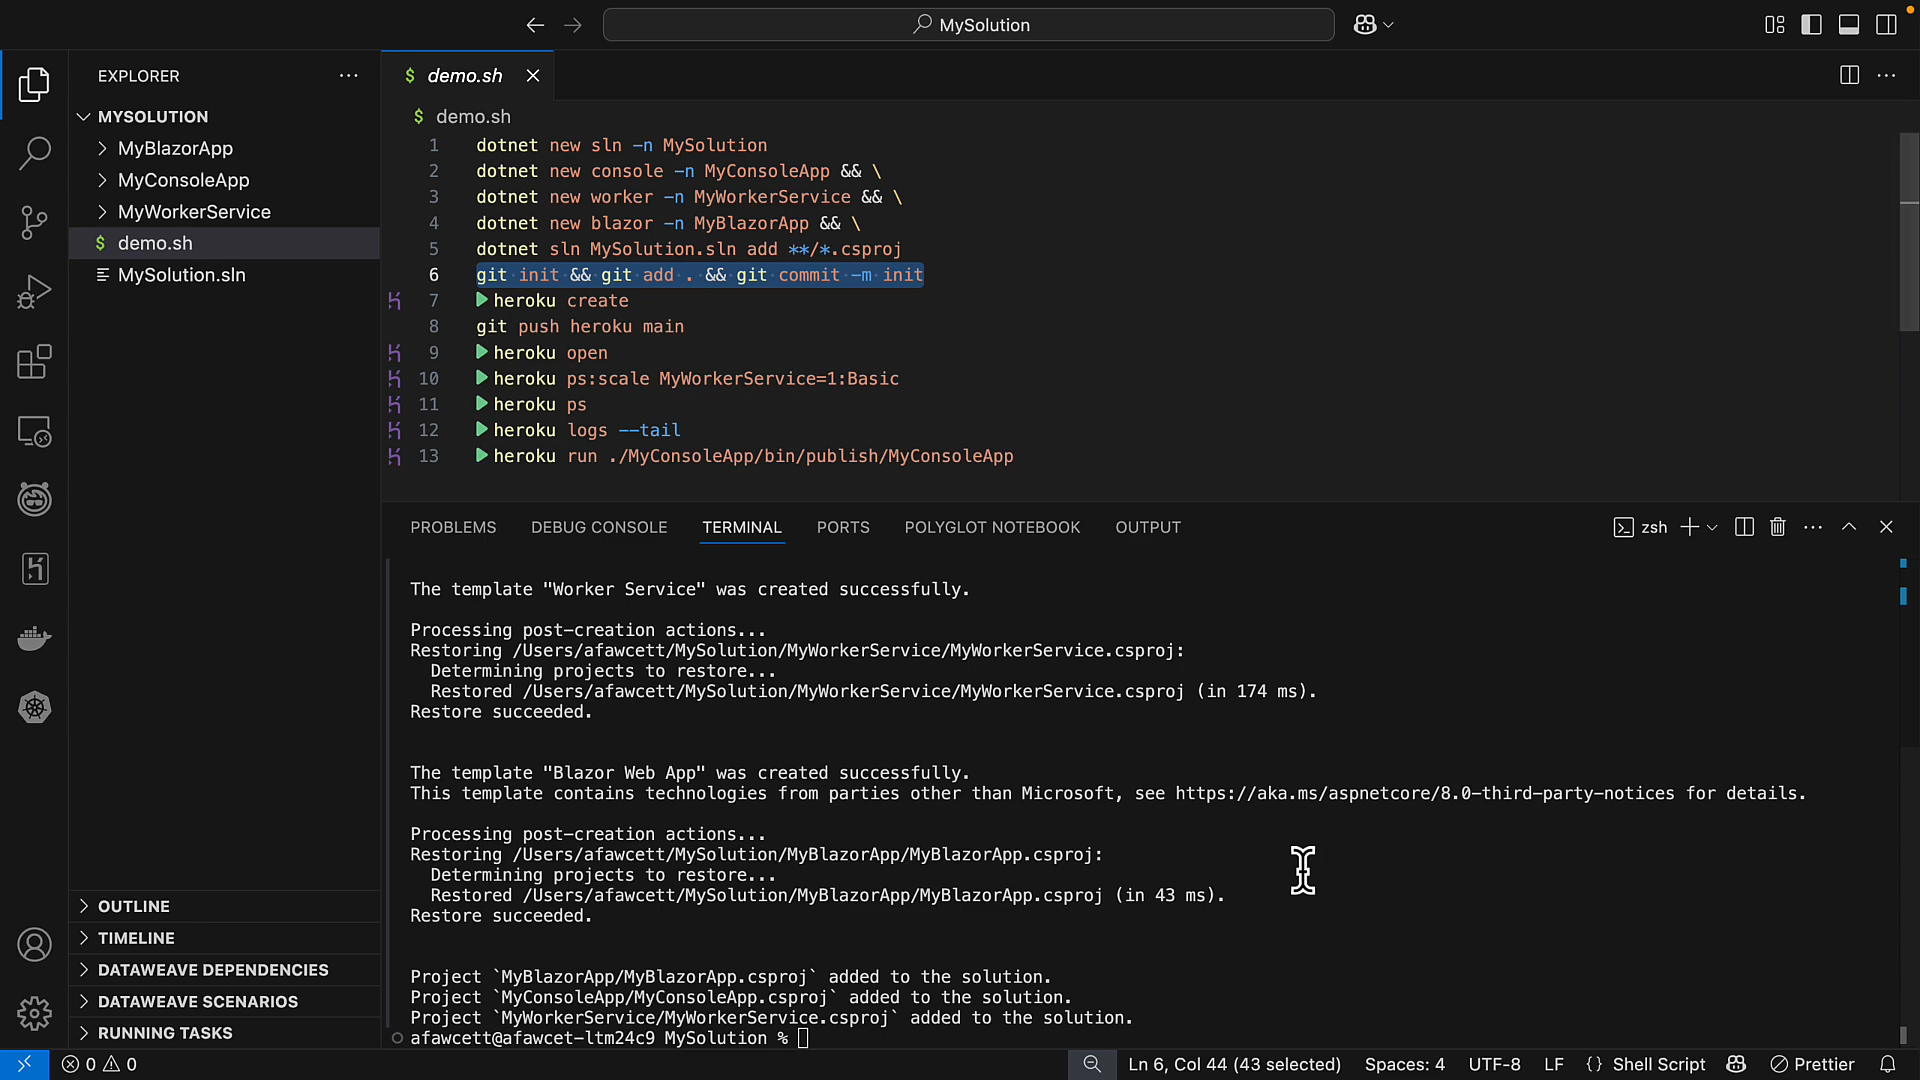 MySolution
EXPLORER
MYSOLUTION
MyBlazorApp
MyConsoleApp
MyWorkerService
$ demo.sh
MySolution.sln
OUTLINE
TIMELINE
DATAWEAVE DEPENDENCIES
DATAWEAVE SCENARIOS
RUNNING TASKS
$ demo.sh
$ demo.sh
1 dotnet new sln -n MySolution
2 dotnet new console -n MyConsoleApp && \
3 dotnet new worker -n MyWorkerService && \
4 dotnet new blazor -n MyBlazorApp && \
5 dotnet sln MySolution.sln add **/*.csproj
6 git init && git add . && git commit -m init
7 heroku create
8 git push heroku main
9 heroku open
10 heroku ps:scale MyWorkerService=1:Basic
11 heroku ps
12 heroku logs --tail
13 heroku run ./MyConsoleApp/bin/publish/MyConsoleApp
PROBLEMS DEBUG CONSOLE TERMINAL PORTS POLYGLOT NOTEBOOK OUTPUT zsh
The template "Worker Service" was created successfully.
Processing post-creation actions...
Restoring /Users/afawcett/MySolution/MyWorkerService/MyWorkerService.csproj:
Determining projects to restore...
Restored /Users/afawcett/MySolution/MyWorkerService/MyWorkerService.csproj (in 174 ms).
Restore succeeded.
The template "Blazor Web App" was created successfully.
This template contains technologies from parties other than Microsoft, see https://aka.ms/aspnetcore/8.0-third-party-notices for details.
Processing post-creation actions...
Restoring /Users/afawcett/MySolution/MyBlazorApp/MyBlazorApp.csproj:
Determining projects to restore...
Restored /Users/afawcett/MySolution/MyBlazorApp/MyBlazorApp.csproj (in 43 ms).
Restore succeeded.
Project `MyBlazorApp/MyBlazorApp.csproj` added to the solution.
Project `MyConsoleApp/MyConsoleApp.csproj` added to the solution.
Project `MyWorkerService/MyWorkerService.csproj` added to the solution.
afawcett@afawcet-ltm24c9 MySolution %
0 0 Ln 6, Col 44 (43 selected) Spaces: 4 UTF-8 LF {} Shell Script Prettier